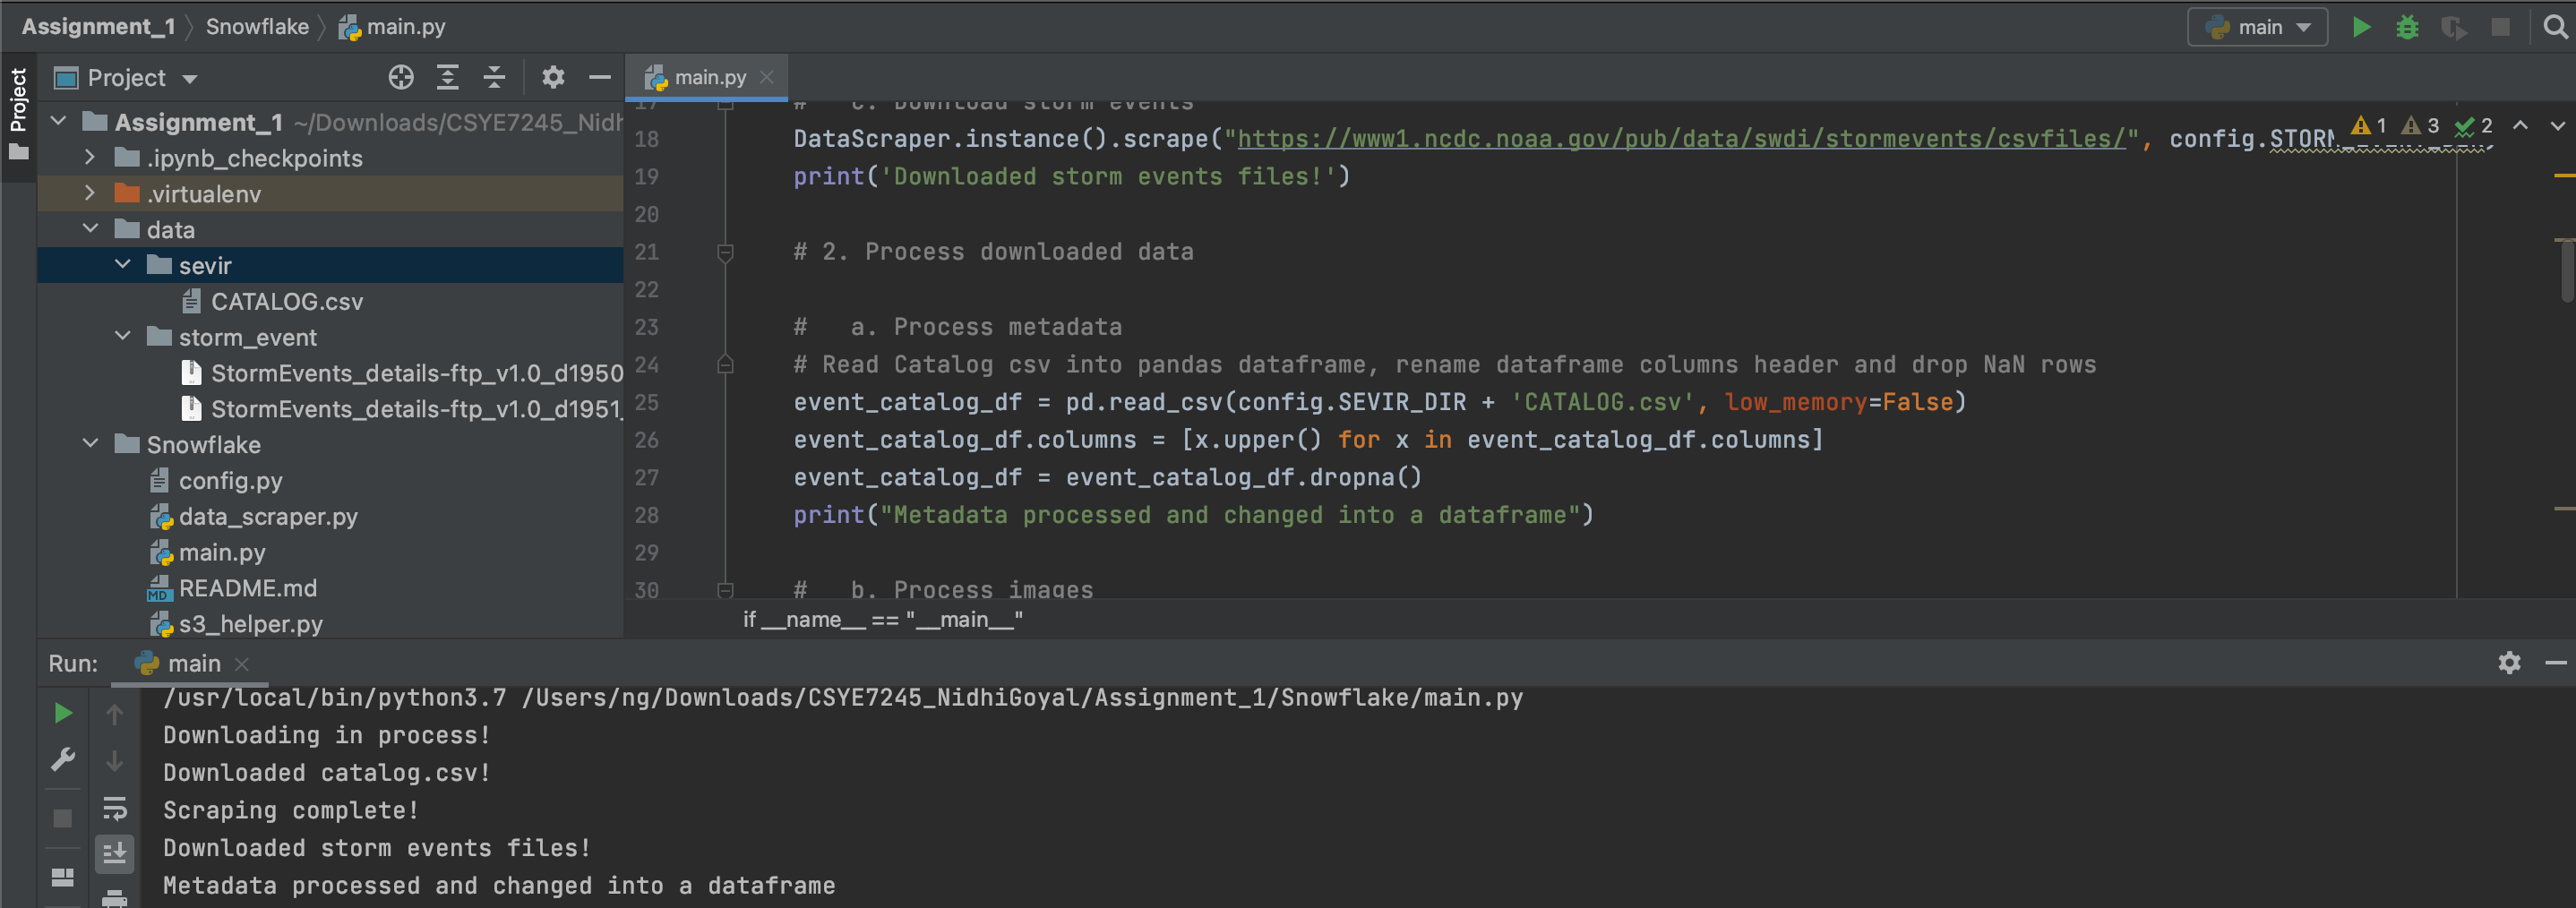 Assignment_1 Snowflake main.py
main
Project
Project
Assignment_1 ~/Downloads/CSYE7245_Nidh
.ipynb_checkpoints
.virtualenv
data
sevir
CATALOG.csv
storm_event
StormEvents_details-ftp_v1.0_d1950
StormEvents_details-ftp_v1.0_d1951_
Snowflake
config.py
data_scraper.py
main.py
MD README.md
s3_helper.py
main.py
1 3 2
17 # c. Download storm events
18 DataScraper.instance().scrape("https://www1.ncdc.noaa.gov/pub/data/swdi/stormevents/csvfiles/", config.STORM
19 print('Downloaded storm events files!')
20
21 # 2. Process downloaded data
22
23 # a. Process metadata
24 # Read Catalog csv into pandas dataframe, rename dataframe columns header and drop NaN rows
25 event_catalog_df = pd.read_csv(config.SEVIR_DIR + 'CATALOG.csv', low_memory=False)
26 event_catalog_df.columns = [x.upper() for x in event_catalog_df.columns]
27 event_catalog_df = event_catalog_df.dropna()
28 print("Metadata processed and changed into a dataframe")
29
30 # b. Process images
if __name__ == "__main__"
Run: main
/usr/local/bin/python3.7 /Users/ng/Downloads/CSYE7245_NidhiGoyal/Assignment_1/Snowflake/main.py
Downloading in process!
Downloaded catalog.csv!
Scraping complete!
Downloaded storm events files!
Metadata processed and changed into a dataframe